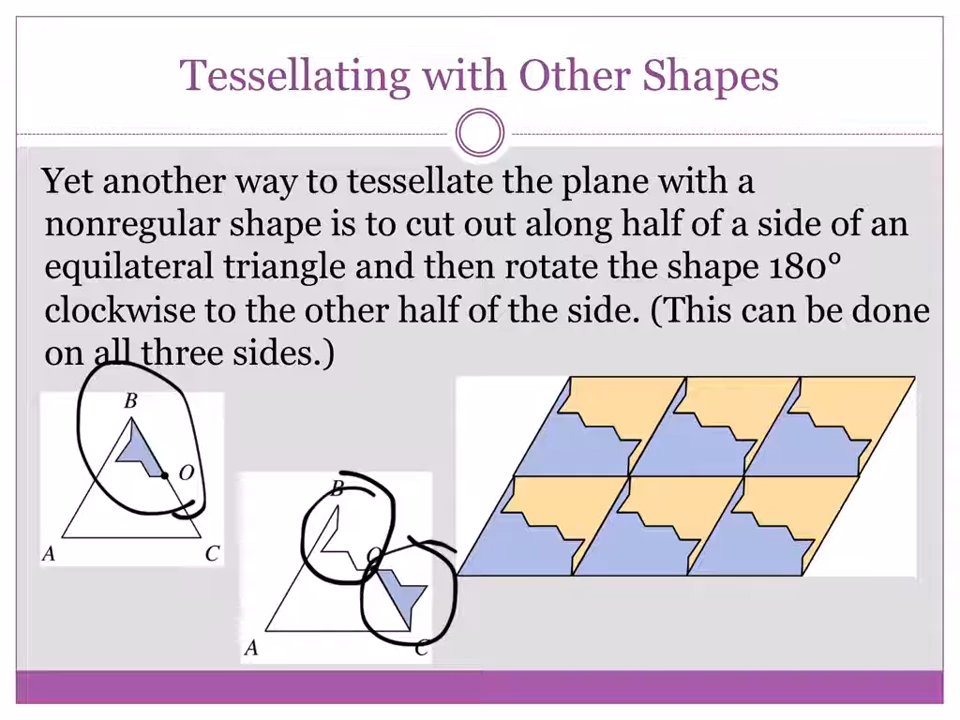 Tessellating with Other Shapes
Yet another way to tessellate the plane with a
nonregular shape is to cut out along half of a side of an
equilateral triangle and then rotate the shape 180°
clockwise to the other half of the side. (This can be done
on all three sides.)
B
O
A
C
B
O
A
C